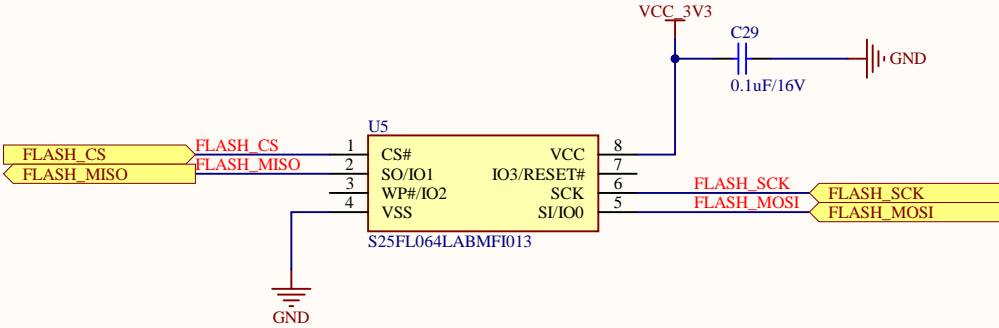 VCC_3V3
C29
GND
0.1uF/16V
U5
FLASH_CS FLASH_CS 1 CS# VCC 8
FLASH_MISO FLASH_MISO 2 SO/IO1 IO3/RESET# 7
3 WP#/IO2 SCK 6 FLASH_SCK FLASH_SCK
4 VSS SI/IO0 5 FLASH_MOSI FLASH_MOSI
S25FL064LABMFI013
GND